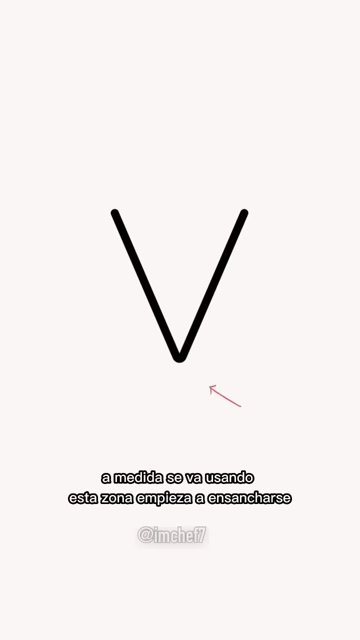 a medida se va usando
esta zona empieza a ensancharse
@imchef7